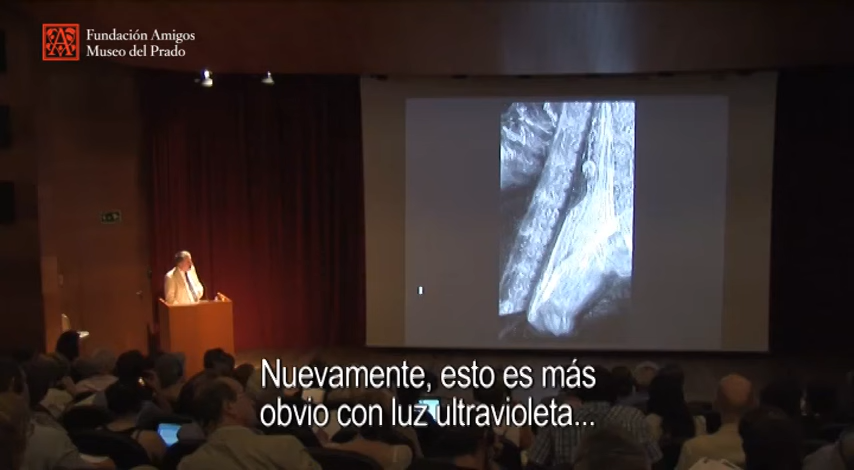 Fundación Amigos
Museo del Prado
Nuevamente, esto es más
obvio con luz ultravioleta...